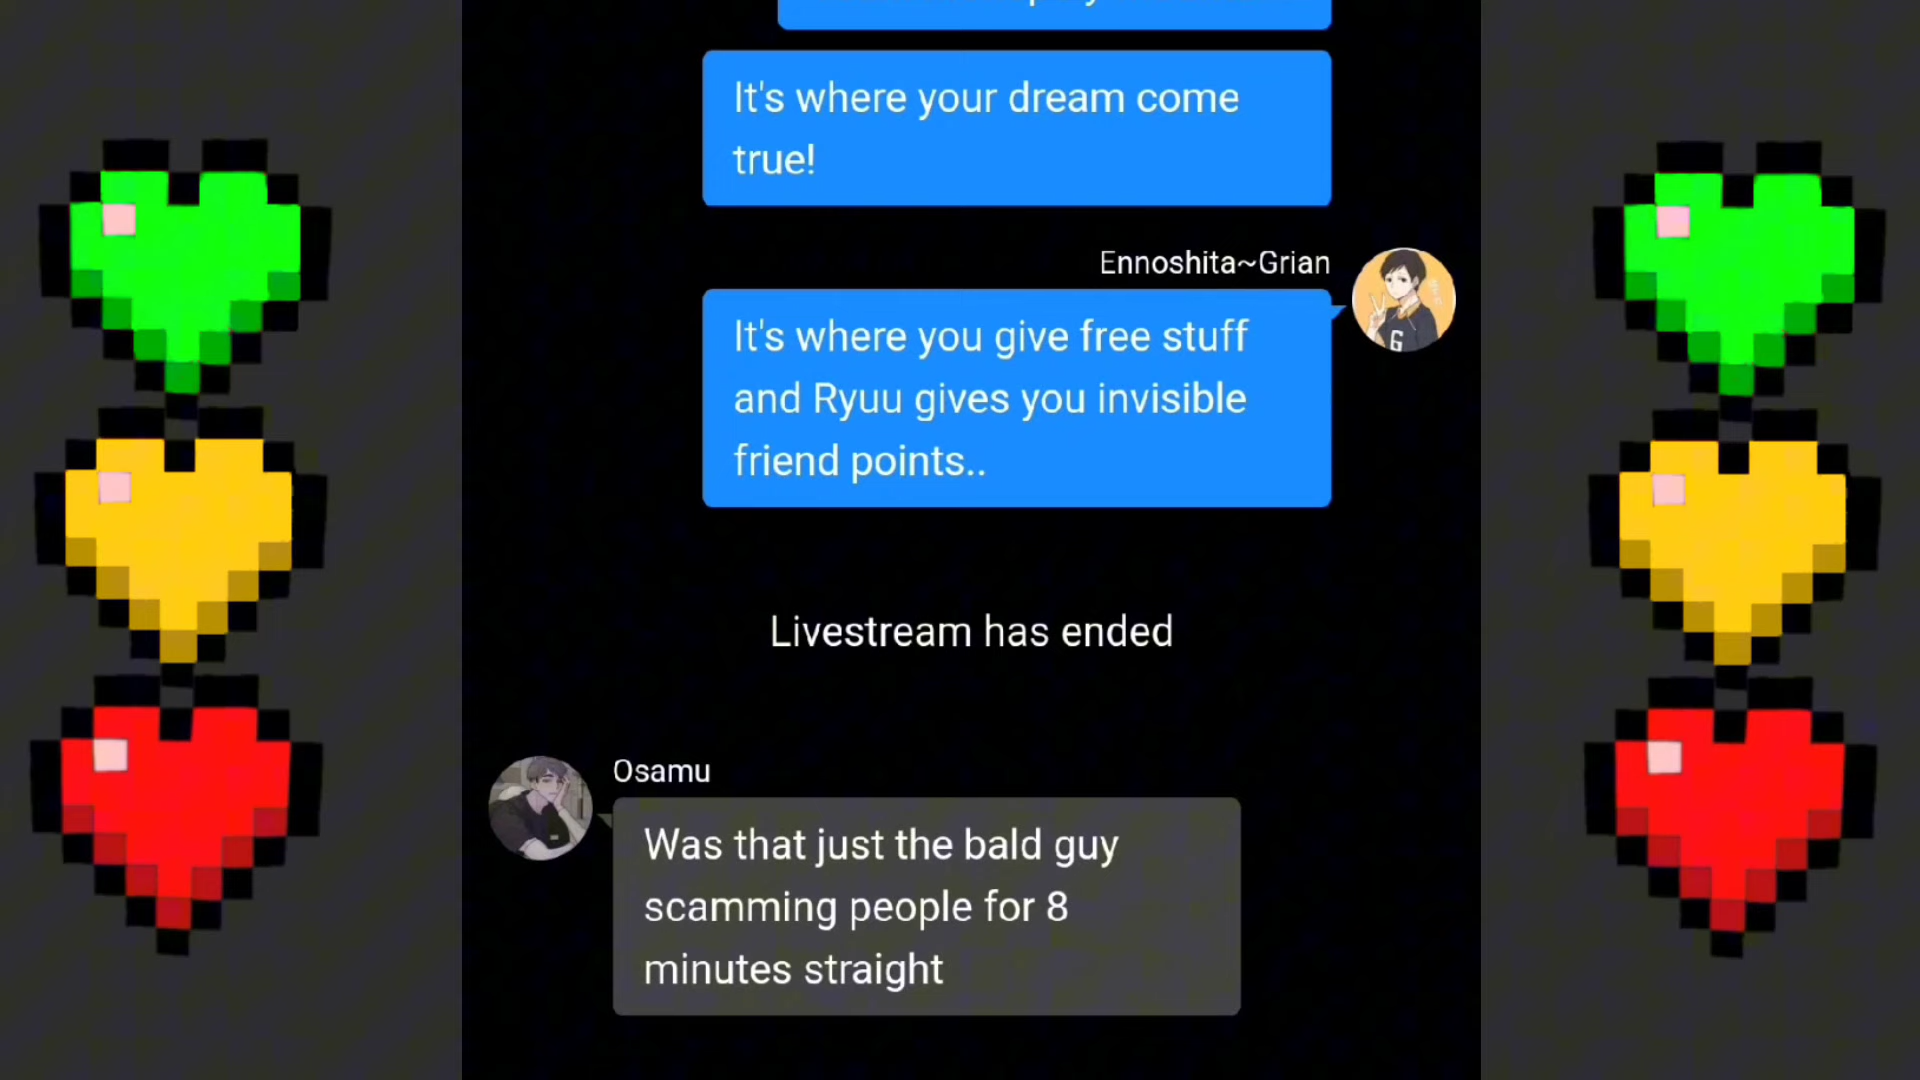 It's where your dream come
true!
Ennoshita~Grian
It's where you give free stuff
and Ryuu gives you invisible
friend points..
Livestream has ended
Osamu
Was that just the bald guy
scamming people for 8
minutes straight